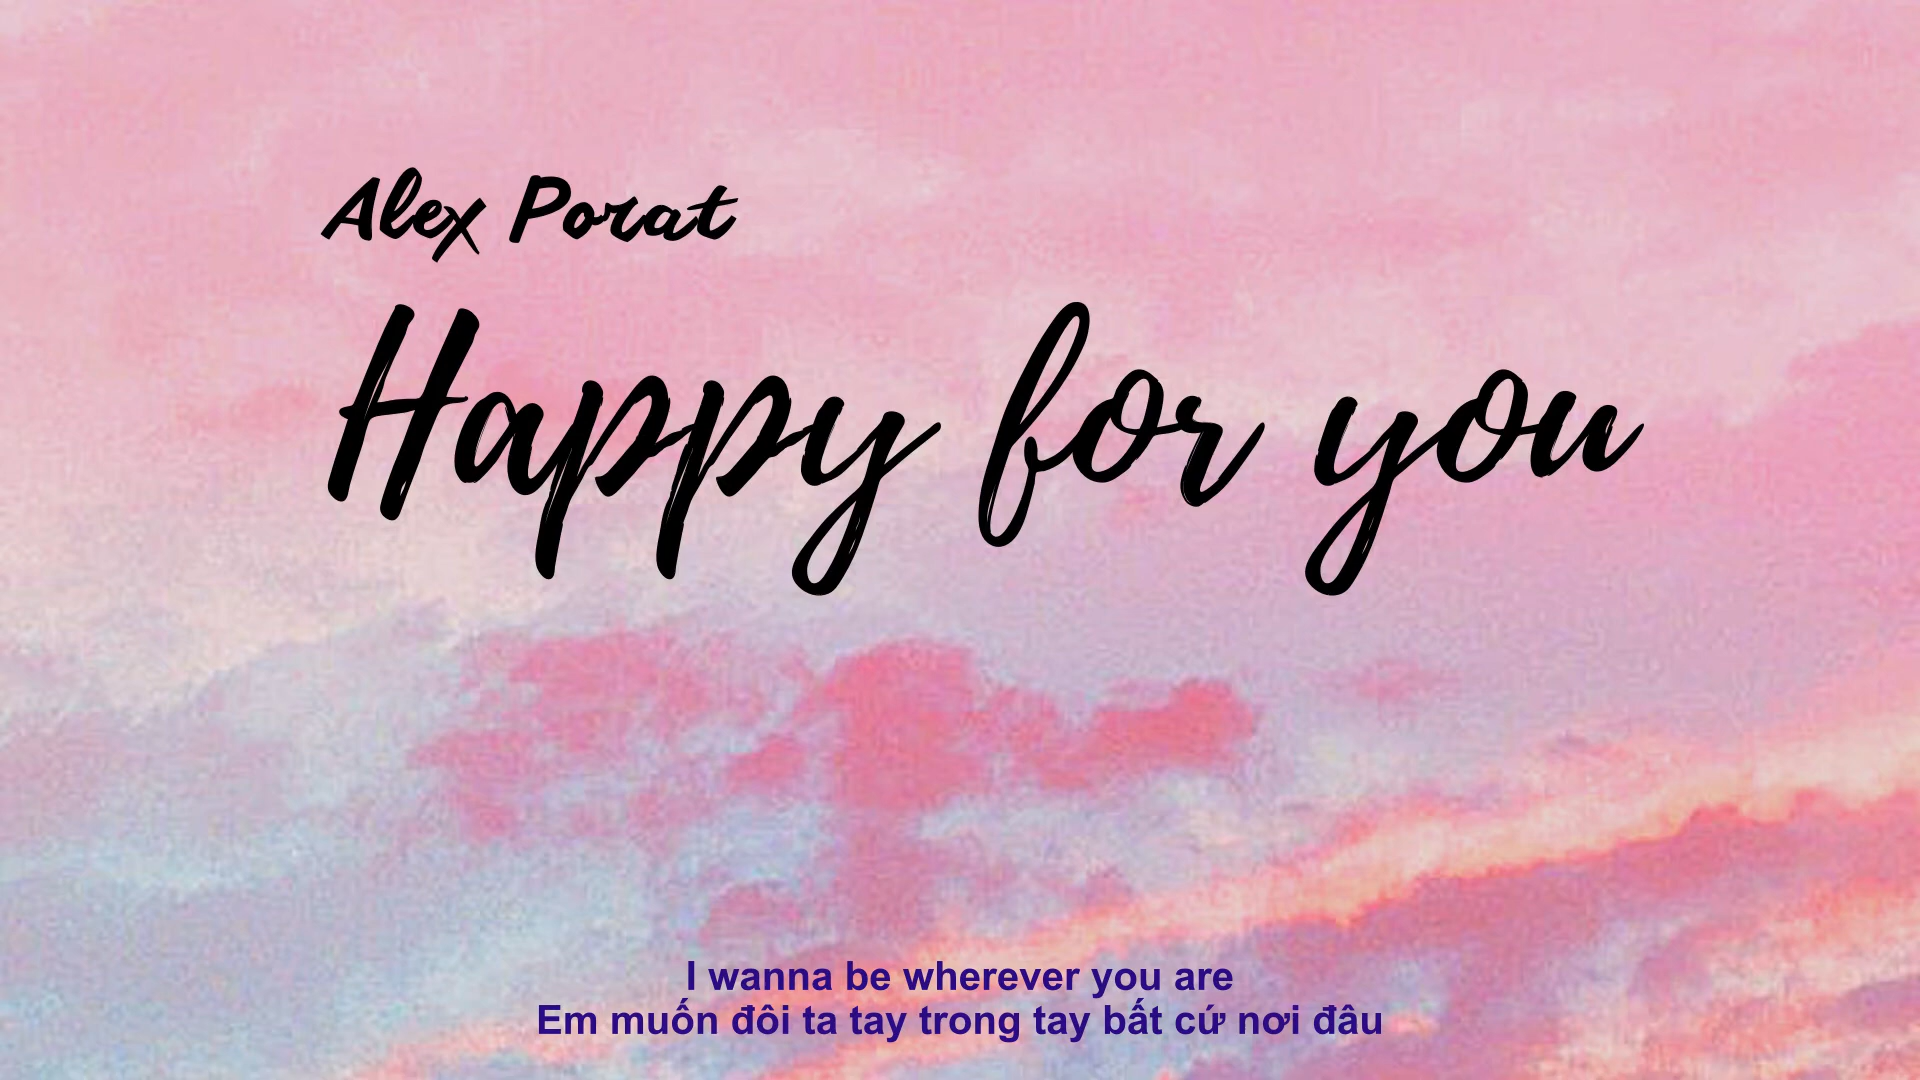 Alex Porat
Happy for you
I wanna be wherever you are
Em muốn đôi ta tay trong tay bất cứ nơi đâu